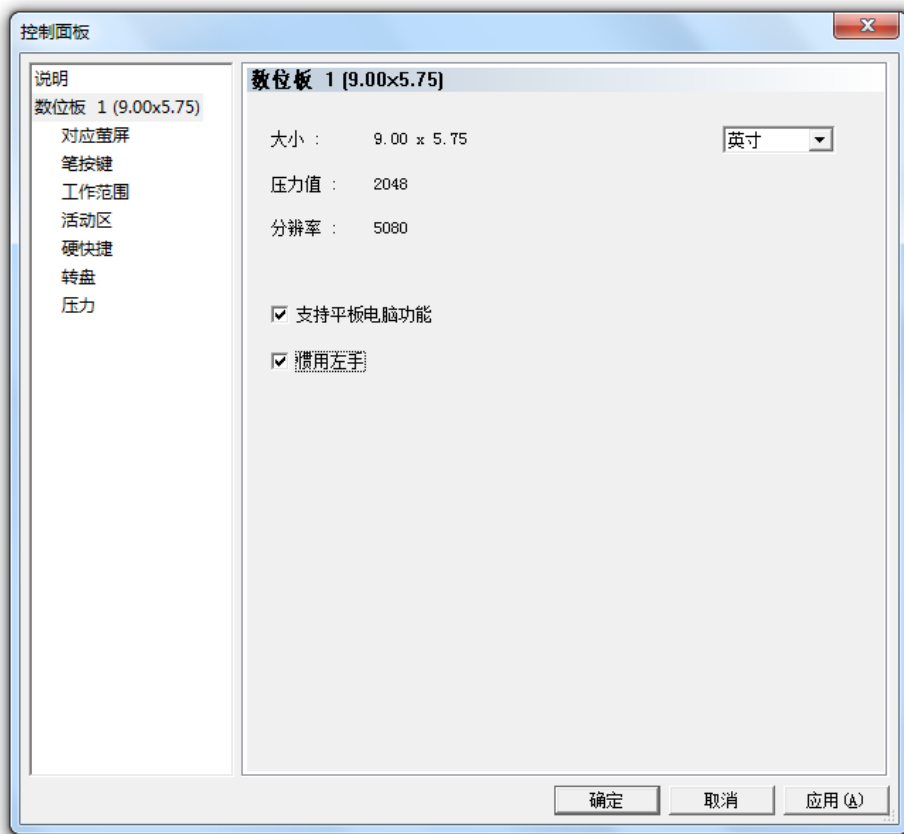 控制面板
说明
数位板 1 (9.00x5.75)
对应萤屏
笔按键
工作范围
活动区
硬快捷
转盘
压力
数位板 1 (9.00x5.75)
大小 : 9.00 x 5.75 英寸
压力值 : 2048
分辨率 : 5080
支持平板电脑功能
惯用左手
确定 取消 应用(A)